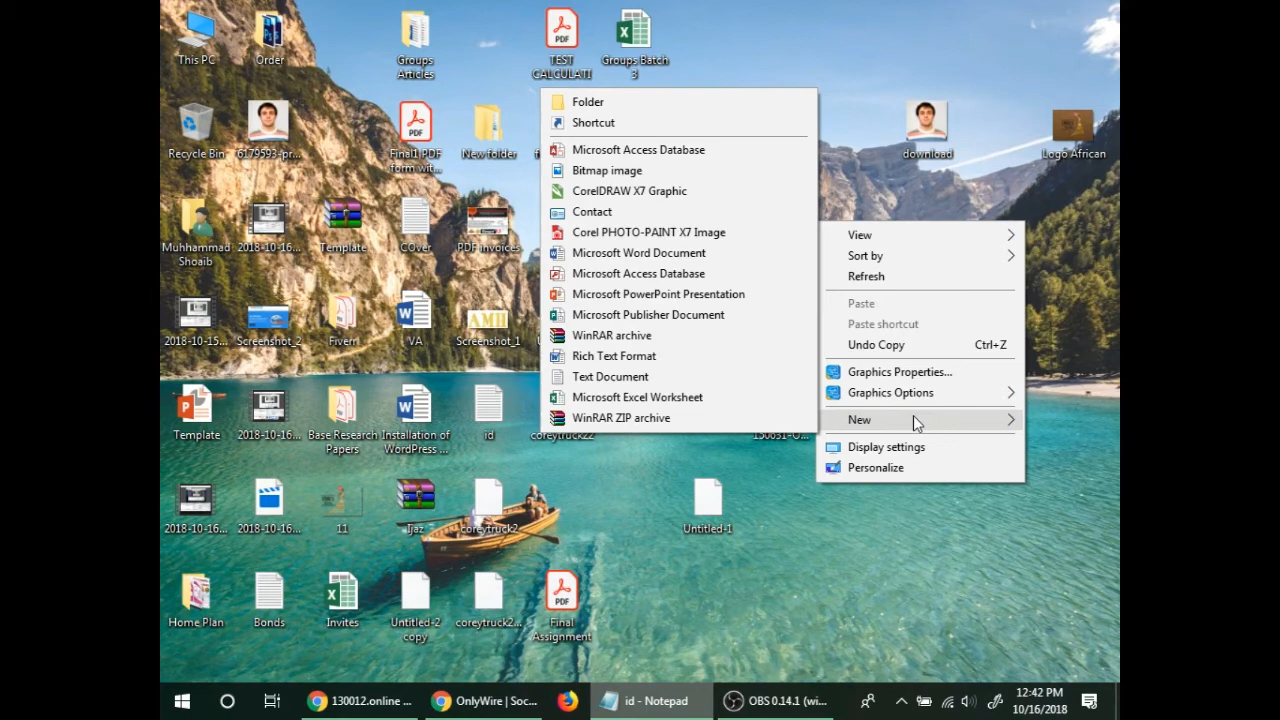 This PC
Order
Groups
Articles
TEST
CALCULATI
Groups Batch
3
Recycle Bin
6179593-pr...
Final1 PDF
form wit...
New folder
download
Logo African
Muhhammad
Shoaib
2018-10-16...
Template
COver
PDF invoices
2018-10-15...
Screenshot_2
Fiverr
VA
Screenshot_1
AMH
Template
2018-10-16...
Base Research
Papers
Installation of
WordPress ...
id
coreytruck22
2018-10-16...
2018-10-16...
11
Ijaz
coreytruck2
Untitled-1
Home Plan
Bonds
Invites
Untitled-2
copy
coreytruck2...
Final
Assignment
Folder
Shortcut
Microsoft Access Database
Bitmap image
CorelDRAW X7 Graphic
Contact
Corel PHOTO-PAINT X7 Image
Microsoft Word Document
Microsoft Access Database
Microsoft PowerPoint Presentation
Microsoft Publisher Document
WinRAR archive
Rich Text Format
Text Document
Microsoft Excel Worksheet
WinRAR ZIP archive
View
Sort by
Refresh
Paste
Paste shortcut
Undo Copy Ctrl+Z
Graphics Properties...
Graphics Options
New
Display settings
Personalize
130012.online ...
OnlyWire | Soc...
id - Notepad
OBS 0.14.1 (wi...
12:42 PM
10/16/2018